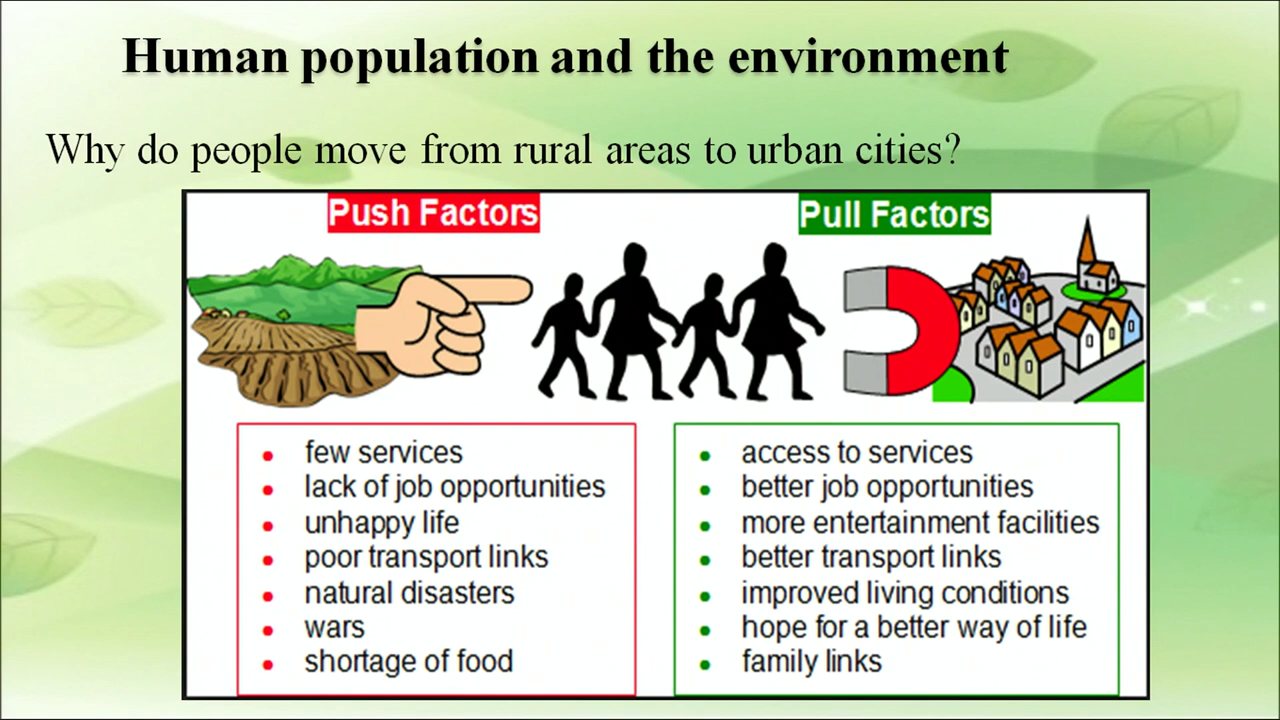 Human population and the environment
Why do people move from rural areas to urban cities?
Push Factors
Pull Factors
few services
lack of job opportunities
unhappy life
poor transport links
natural disasters
wars
shortage of food
access to services
better job opportunities
more entertainment facilities
better transport links
improved living conditions
hope for a better way of life
family links